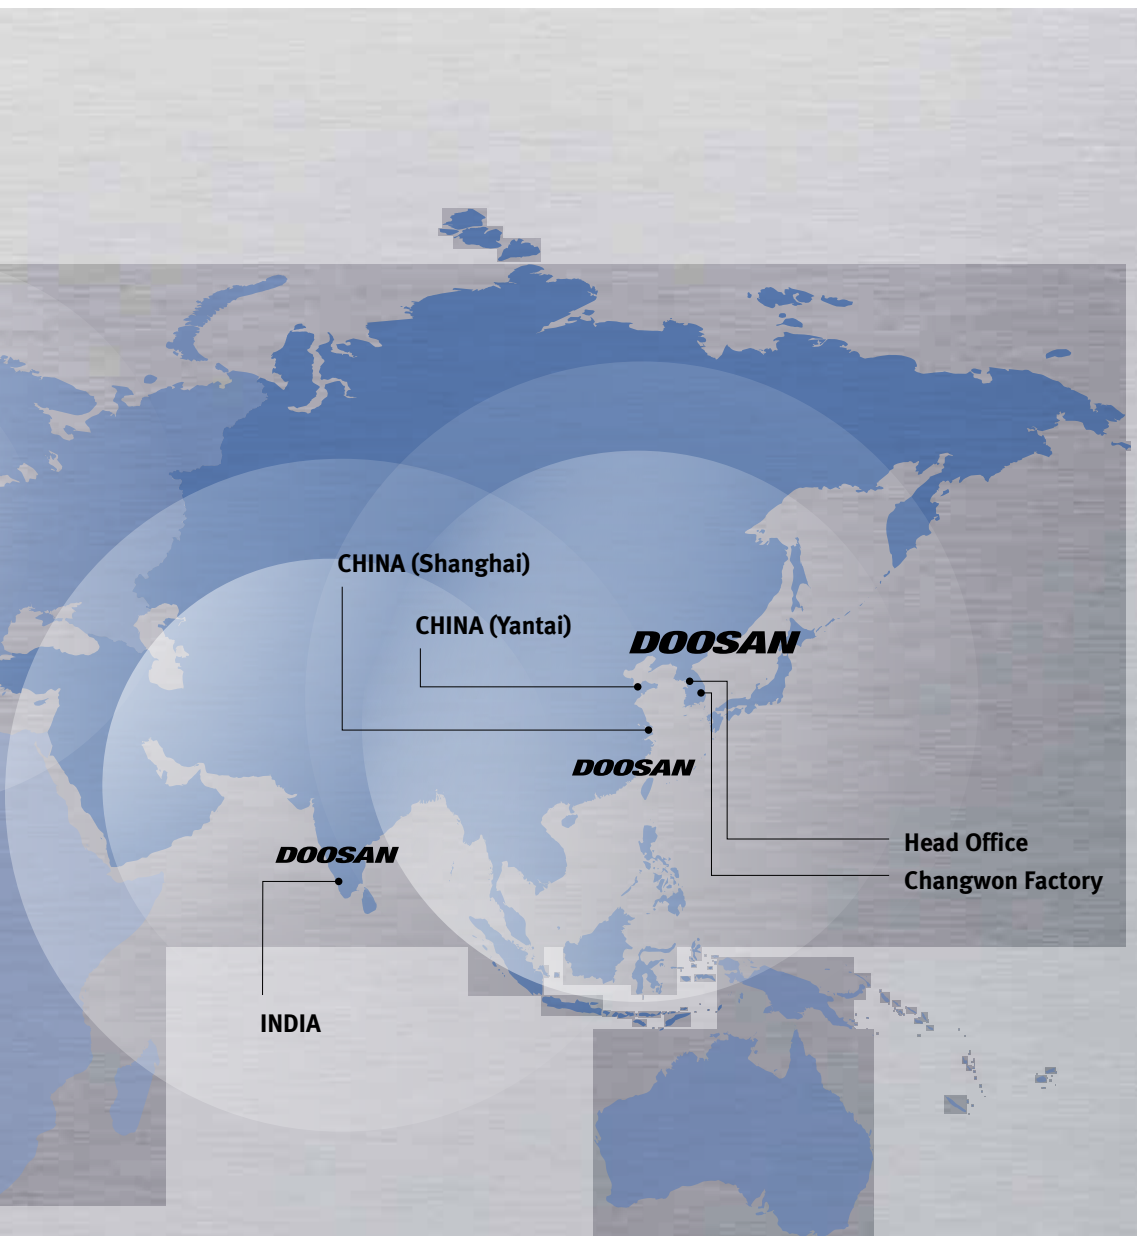 CHINA (Shanghai)
CHINA (Yantai)
DOOSAN
DOOSAN
Head Office
DOOSAN
Changwon Factory
INDIA